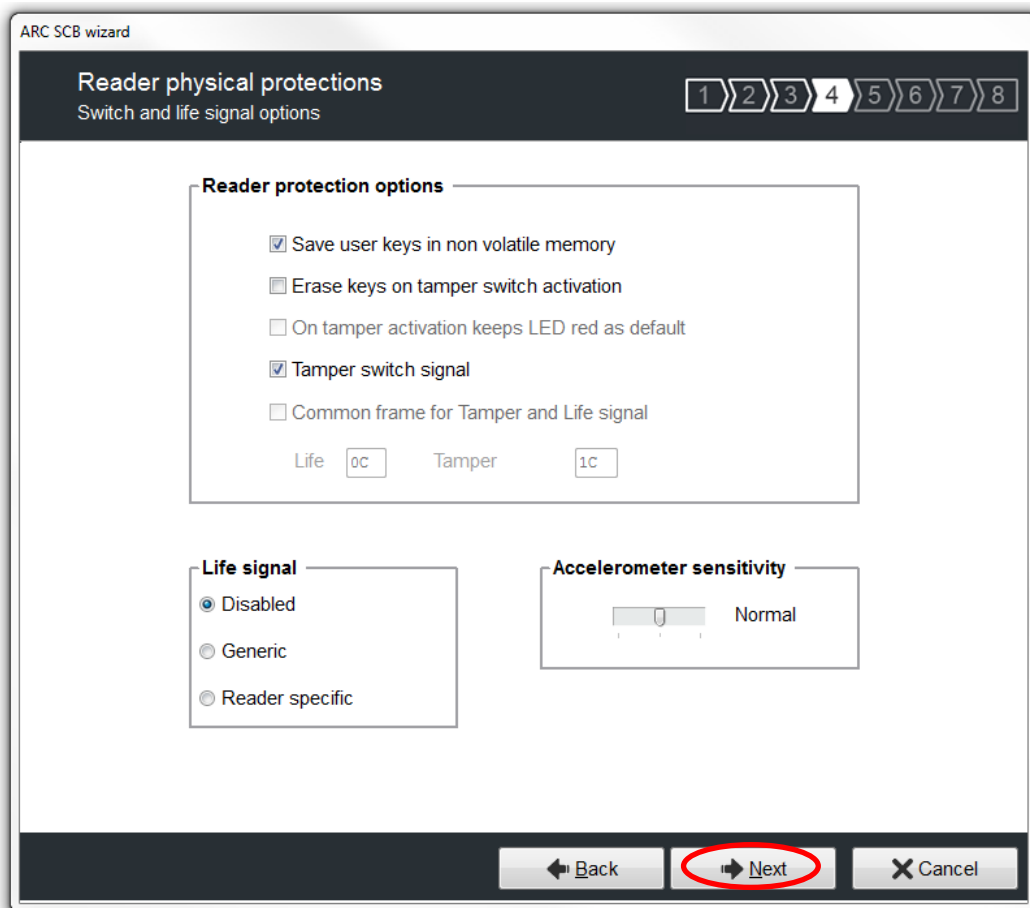 ARC SCB wizard
Reader physical protections
Switch and life signal options
1 2 3 4 5 6 7 8
Reader protection options
Save user keys in non volatile memory
Erase keys on tamper switch activation
On tamper activation keeps LED red as default
Tamper switch signal
Common frame for Tamper and Life signal
Life 0C Tamper 1C
Life signal
Disabled
Generic
Reader specific
Accelerometer sensitivity
Normal
Back Next Cancel